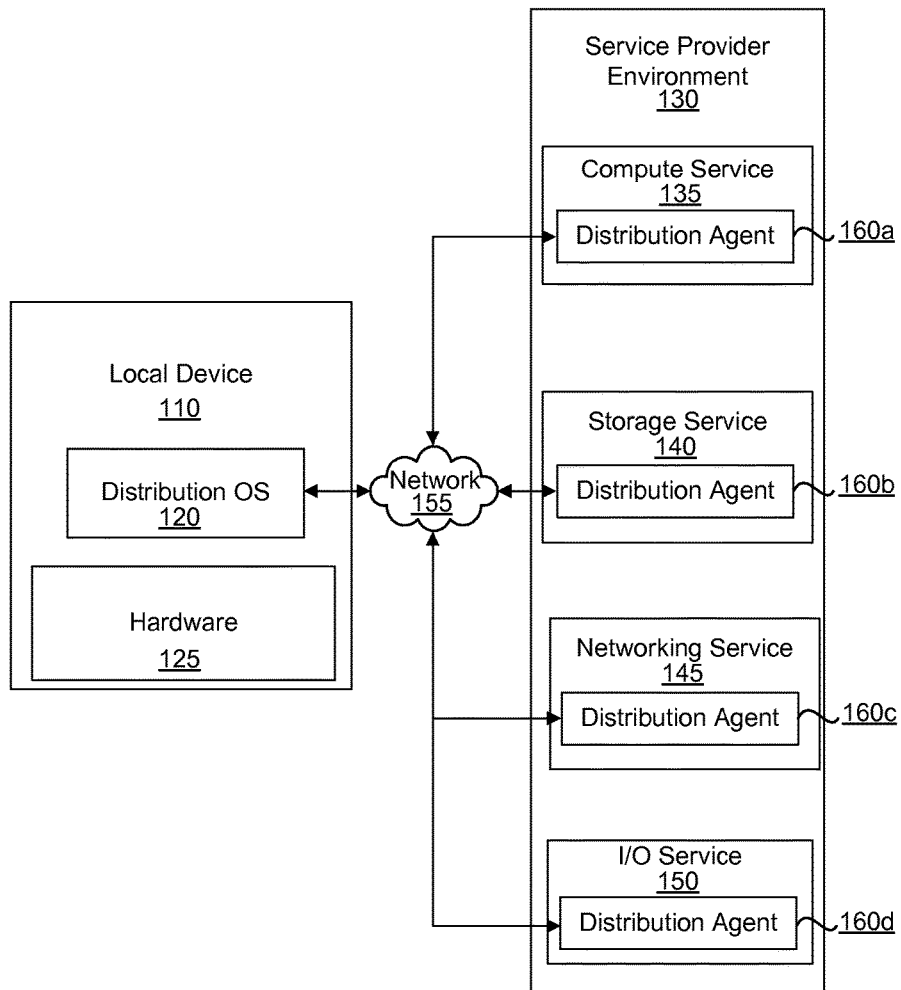 Service Provider
Environment
130
Compute Service
135
Distribution Agent
160a
Local Device
110
Distribution OS
120
Hardware
125
Network
155
Storage Service
140
Distribution Agent
160b
Networking Service
145
Distribution Agent
160c
I/O Service
150
Distribution Agent
160d